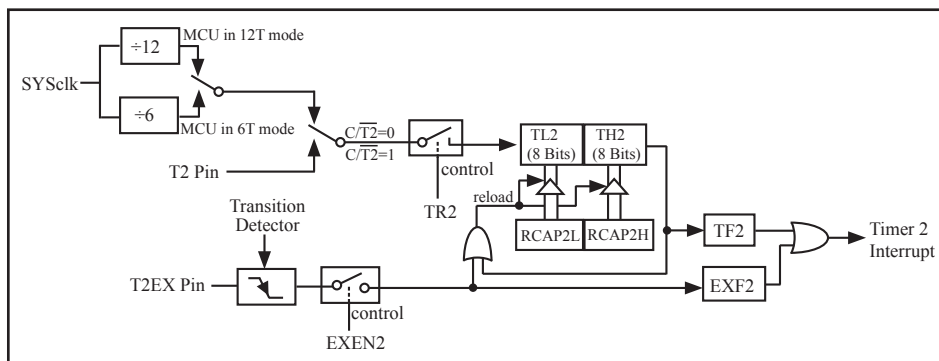 ÷12
MCU in 12T mode
SYSclk
÷6
MCU in 6T mode
C/T2=0
C/T2=1
T2 Pin
control
TR2
TL2
(8 Bits)
TH2
(8 Bits)
reload
RCAP2L
RCAP2H
Transition
Detector
TF2
Timer 2
Interrupt
T2EX Pin
EXF2
control
EXEN2